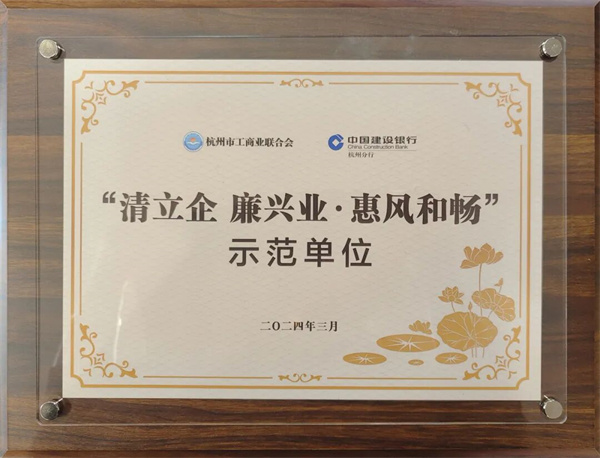 杭州市工商业联合会 中国建设银行
China Construction Bank
杭州分行
“清立企 廉兴业·惠风和畅”
示范单位
二〇二四年三月